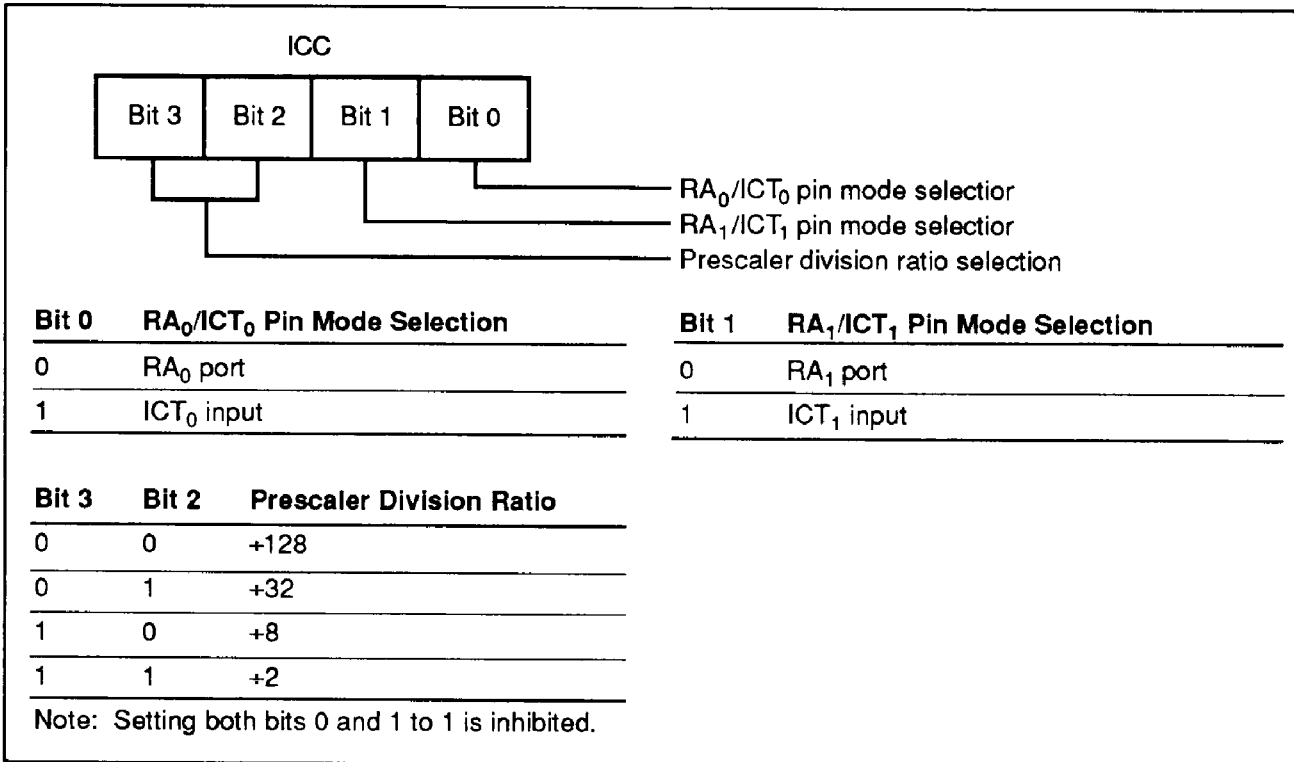 ICC
Bit 3 Bit 2 Bit 1 Bit 0
RA₀/ICT₀ pin mode selectior
RA₁/ICT₁ pin mode selectior
Prescaler division ratio selection
Bit 0 RA₀/ICT₀ Pin Mode Selection
0 RA₀ port
1 ICT₀ input
Bit 1 RA₁/ICT₁ Pin Mode Selection
0 RA₁ port
1 ICT₁ input
Bit 3 Bit 2 Prescaler Division Ratio
0 0 ÷128
0 1 ÷32
1 0 ÷8
1 1 ÷2
Note: Setting both bits 0 and 1 to 1 is inhibited.